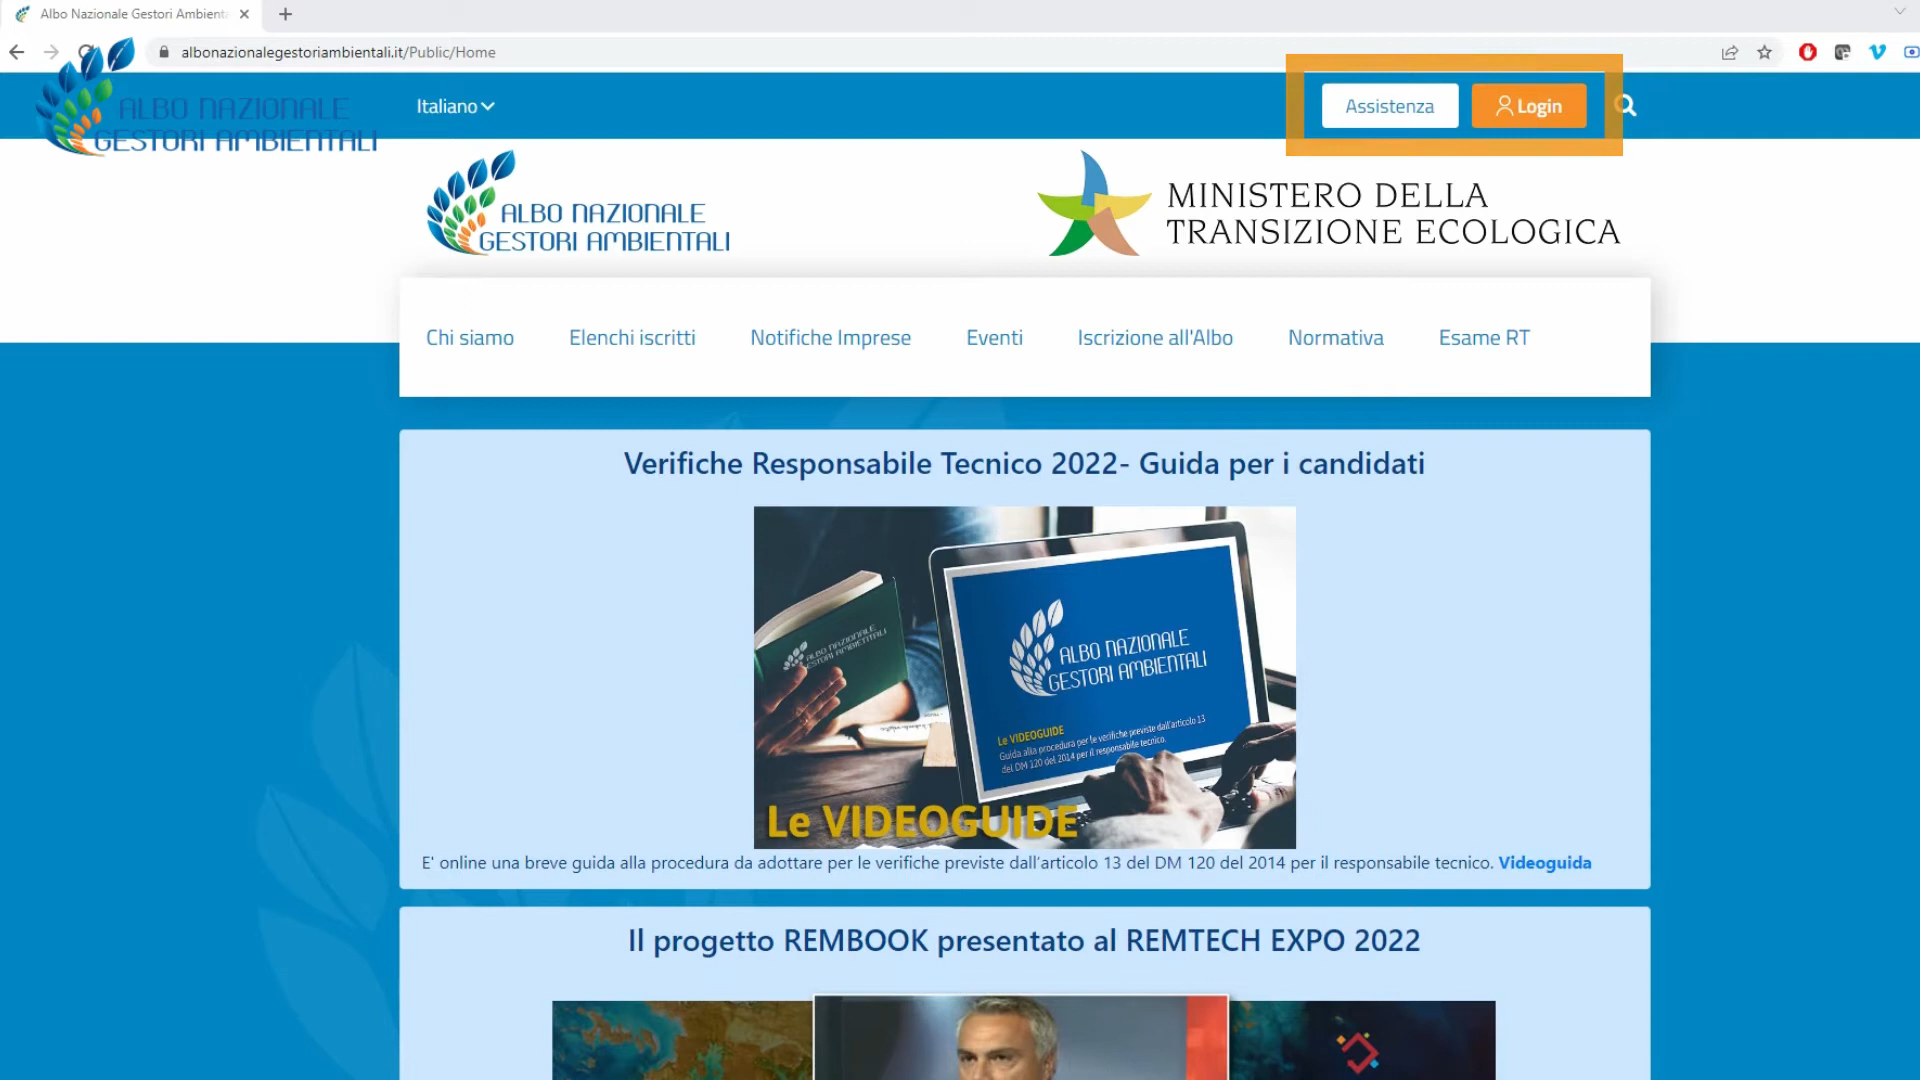 Albo Nazionale Gestori Ambienta
albonazionalegestoriambientali.it/Public/Home
ALBO NAZIONALE
GESTORI AMBIENTALI
Italiano
Assistenza
Login
ALBO NAZIONALE
GESTORI AMBIENTALI
MINISTERO DELLA
TRANSIZIONE ECOLOGICA
Chi siamo
Elenchi iscritti
Notifiche Imprese
Eventi
Iscrizione all'Albo
Normativa
Esame RT
Verifiche Responsabile Tecnico 2022- Guida per i candidati
ALBO NAZIONALE
GESTORI AMBIENTALI
ALBO NAZIONALE
GESTORI AMBIENTALI
Le VIDEOGUIDE
Guida alla procedura per le verifiche previste dall'articolo 13
del DM 120 del 2014 per il responsabile tecnico.
Le VIDEOGUIDE
E' online una breve guida alla procedura da adottare per le verifiche previste dall'articolo 13 del DM 120 del 2014 per il responsabile tecnico. Videoguida
Il progetto REMBOOK presentato al REMTECH EXPO 2022